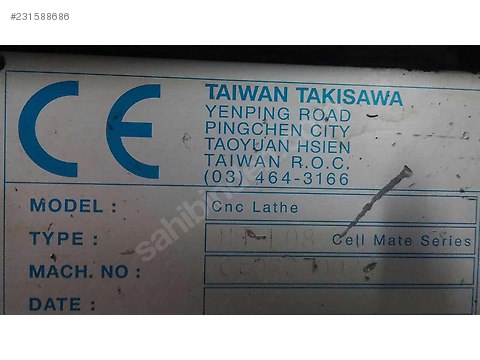 #231588686
CE
TAIWAN TAKISAWA
YENPING ROAD
PINGCHEN CITY
TAOYUAN HSIEN
TAIWAN R.O.C.
(03) 464-3166
MODEL : Cnc Lathe
TYPE : Cell Mate Series
MACH. NO :
DATE :